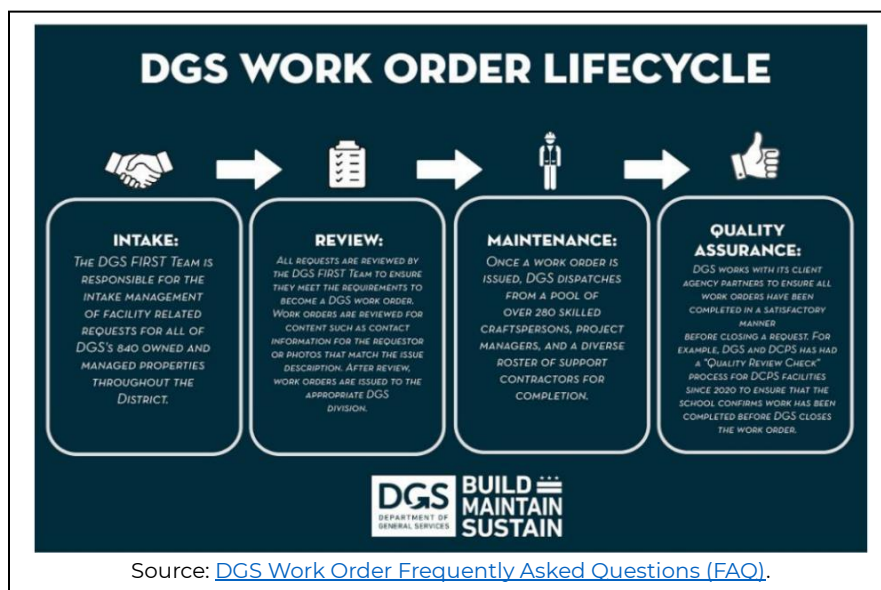 DGS WORK ORDER LIFECYCLE
INTAKE:
THE DGS FIRST TEAM IS
RESPONSIBLE FOR THE
INTAKE MANAGEMENT
OF FACILITY RELATED
REQUESTS FOR ALL OF
DGS'S 840 OWNED AND
MANAGED PROPERTIES
THROUGHOUT THE
DISTRICT.
REVIEW:
ALL REQUESTS ARE REVIEWED BY
THE DGS FIRST TEAM TO ENSURE
THEY MEET THE REQUIREMENTS TO
BECOME A DGS WORK ORDER.
WORK ORDERS ARE REVIEWED FOR
CONTENT SUCH AS CONTACT
INFORMATION FOR THE REQUESTOR
OR PHOTOS THAT MATCH THE ISSUE
DESCRIPTION. AFTER REVIEW,
WORK ORDERS ARE ISSUED TO THE
APPROPRIATE DGS
DIVISION.
MAINTENANCE:
ONCE A WORK ORDER IS
ISSUED, DGS DISPATCHES
FROM A POOL OF
OVER 280 SKILLED
CRAFTSPERSONS, PROJECT
MANAGERS, AND A DIVERSE
ROSTER OF SUPPORT
CONTRACTORS FOR
COMPLETION.
QUALITY
ASSURANCE:
DGS WORKS WITH ITS CLIENT
AGENCY PARTNERS TO ENSURE ALL
WORK ORDERS HAVE BEEN
COMPLETED IN A SATISFACTORY
MANNER
BEFORE CLOSING A REQUEST. FOR
EXAMPLE, DGS AND DCPS HAS HAD
A "QUALITY REVIEW CHECK"
PROCESS FOR DCPS FACILITIES
SINCE 2020 TO ENSURE THAT THE
SCHOOL CONFIRMS WORK HAS BEEN
COMPLETED BEFORE DGS CLOSES
THE WORK ORDER.
DGS
DEPARTMENT OF
GENERAL SERVICES
BUILD
MAINTAIN
SUSTAIN
Source: DGS Work Order Frequently Asked Questions (FAQ).